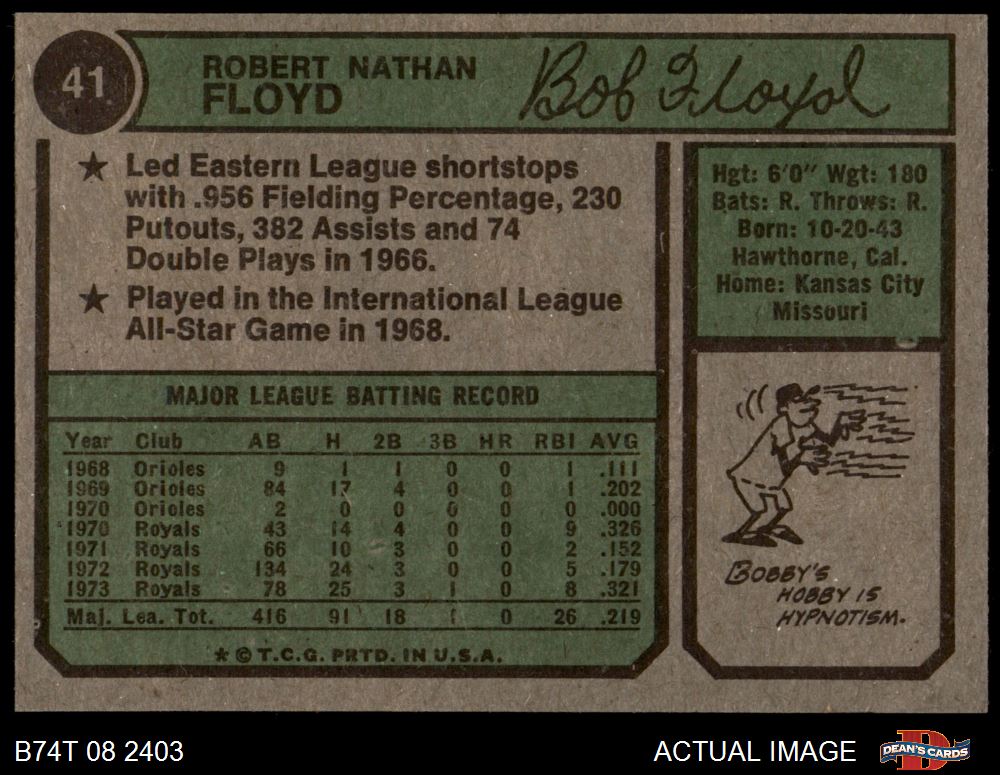 41
ROBERT NATHAN
FLOYD
Bob Floyd
★ Led Eastern League shortstops
with .956 Fielding Percentage, 230
Putouts, 382 Assists and 74
Double Plays in 1966.
★ Played in the International League
All-Star Game in 1968.
Hgt: 6'0" Wgt: 180
Bats: R. Throws: R.
Born: 10-20-43
Hawthorne, Cal.
Home: Kansas City
Missouri
MAJOR LEAGUE BATTING RECORD
Year Club AB H 2B 3B HR RBI AVG
1968 Orioles 9 1 1 0 0 1 .111
1969 Orioles 84 17 4 0 0 1 .202
1970 Orioles 2 0 0 0 0 0 .000
1970 Royals 43 14 4 0 0 9 .326
1971 Royals 66 10 3 0 0 2 .152
1972 Royals 134 24 3 0 0 5 .179
1973 Royals 78 25 3 1 0 8 .321
Maj. Lea. Tot. 416 91 18 1 0 26 .219
★ © T.C.G. PRTD. IN U.S.A.
BOBBY'S
HOBBY IS
HYPNOTISM.
B74T 08 2403
ACTUAL IMAGE
DEAN'S CARDS